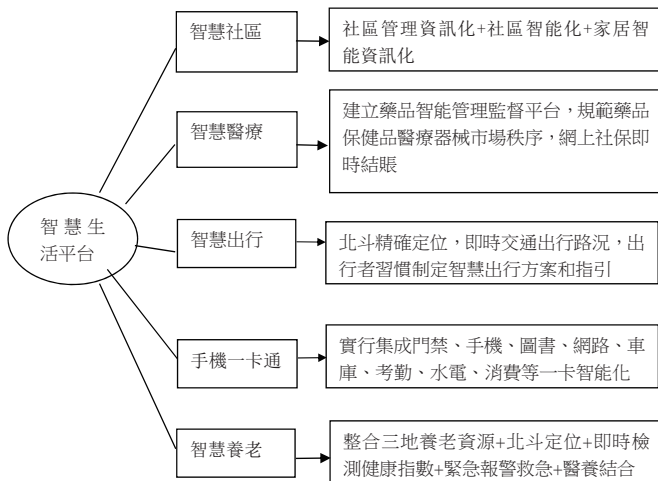 智慧社區
社區管理資訊化+社區智能化+家居智
能資訊化
智慧醫療
建立藥品智能管理監督平台，規範藥品
保健品醫療器械市場秩序，網上社保即
時結賬
智慧生
活平台
智慧出行
北斗精確定位，即時交通出行路況，出
行者習慣制定智慧出行方案和指引
手機一卡通
實行集成門禁、手機、圖書、網路、車
庫、考勤、水電、消費等一卡智能化
智慧養老
整合三地養老資源+北斗定位+即時檢
測健康指數+緊急報警救急+醫養結合